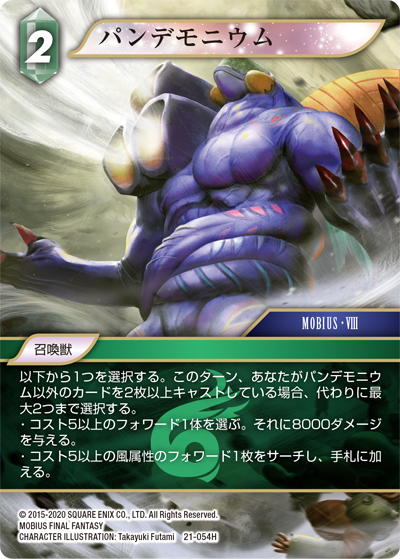 2
パンデモニウム
MOBIUS・VIII
召喚獣
以下から1つを選択する。このターン、あなたがパンデモニウ
ム以外のカードを2枚以上キャストしている場合、代わりに最
大2つまで選択する。
・コスト5以上のフォワード1体を選ぶ。それに8000ダメージ
を与える。
・コスト5以上の風属性のフォワード1枚をサーチし、手札に加
える。
© 2015-2020 SQUARE ENIX CO., LTD. All Rights Reserved.
MOBIUS FINAL FANTASY
CHARACTER ILLUSTRATION: Takayuki Futami 21-054H